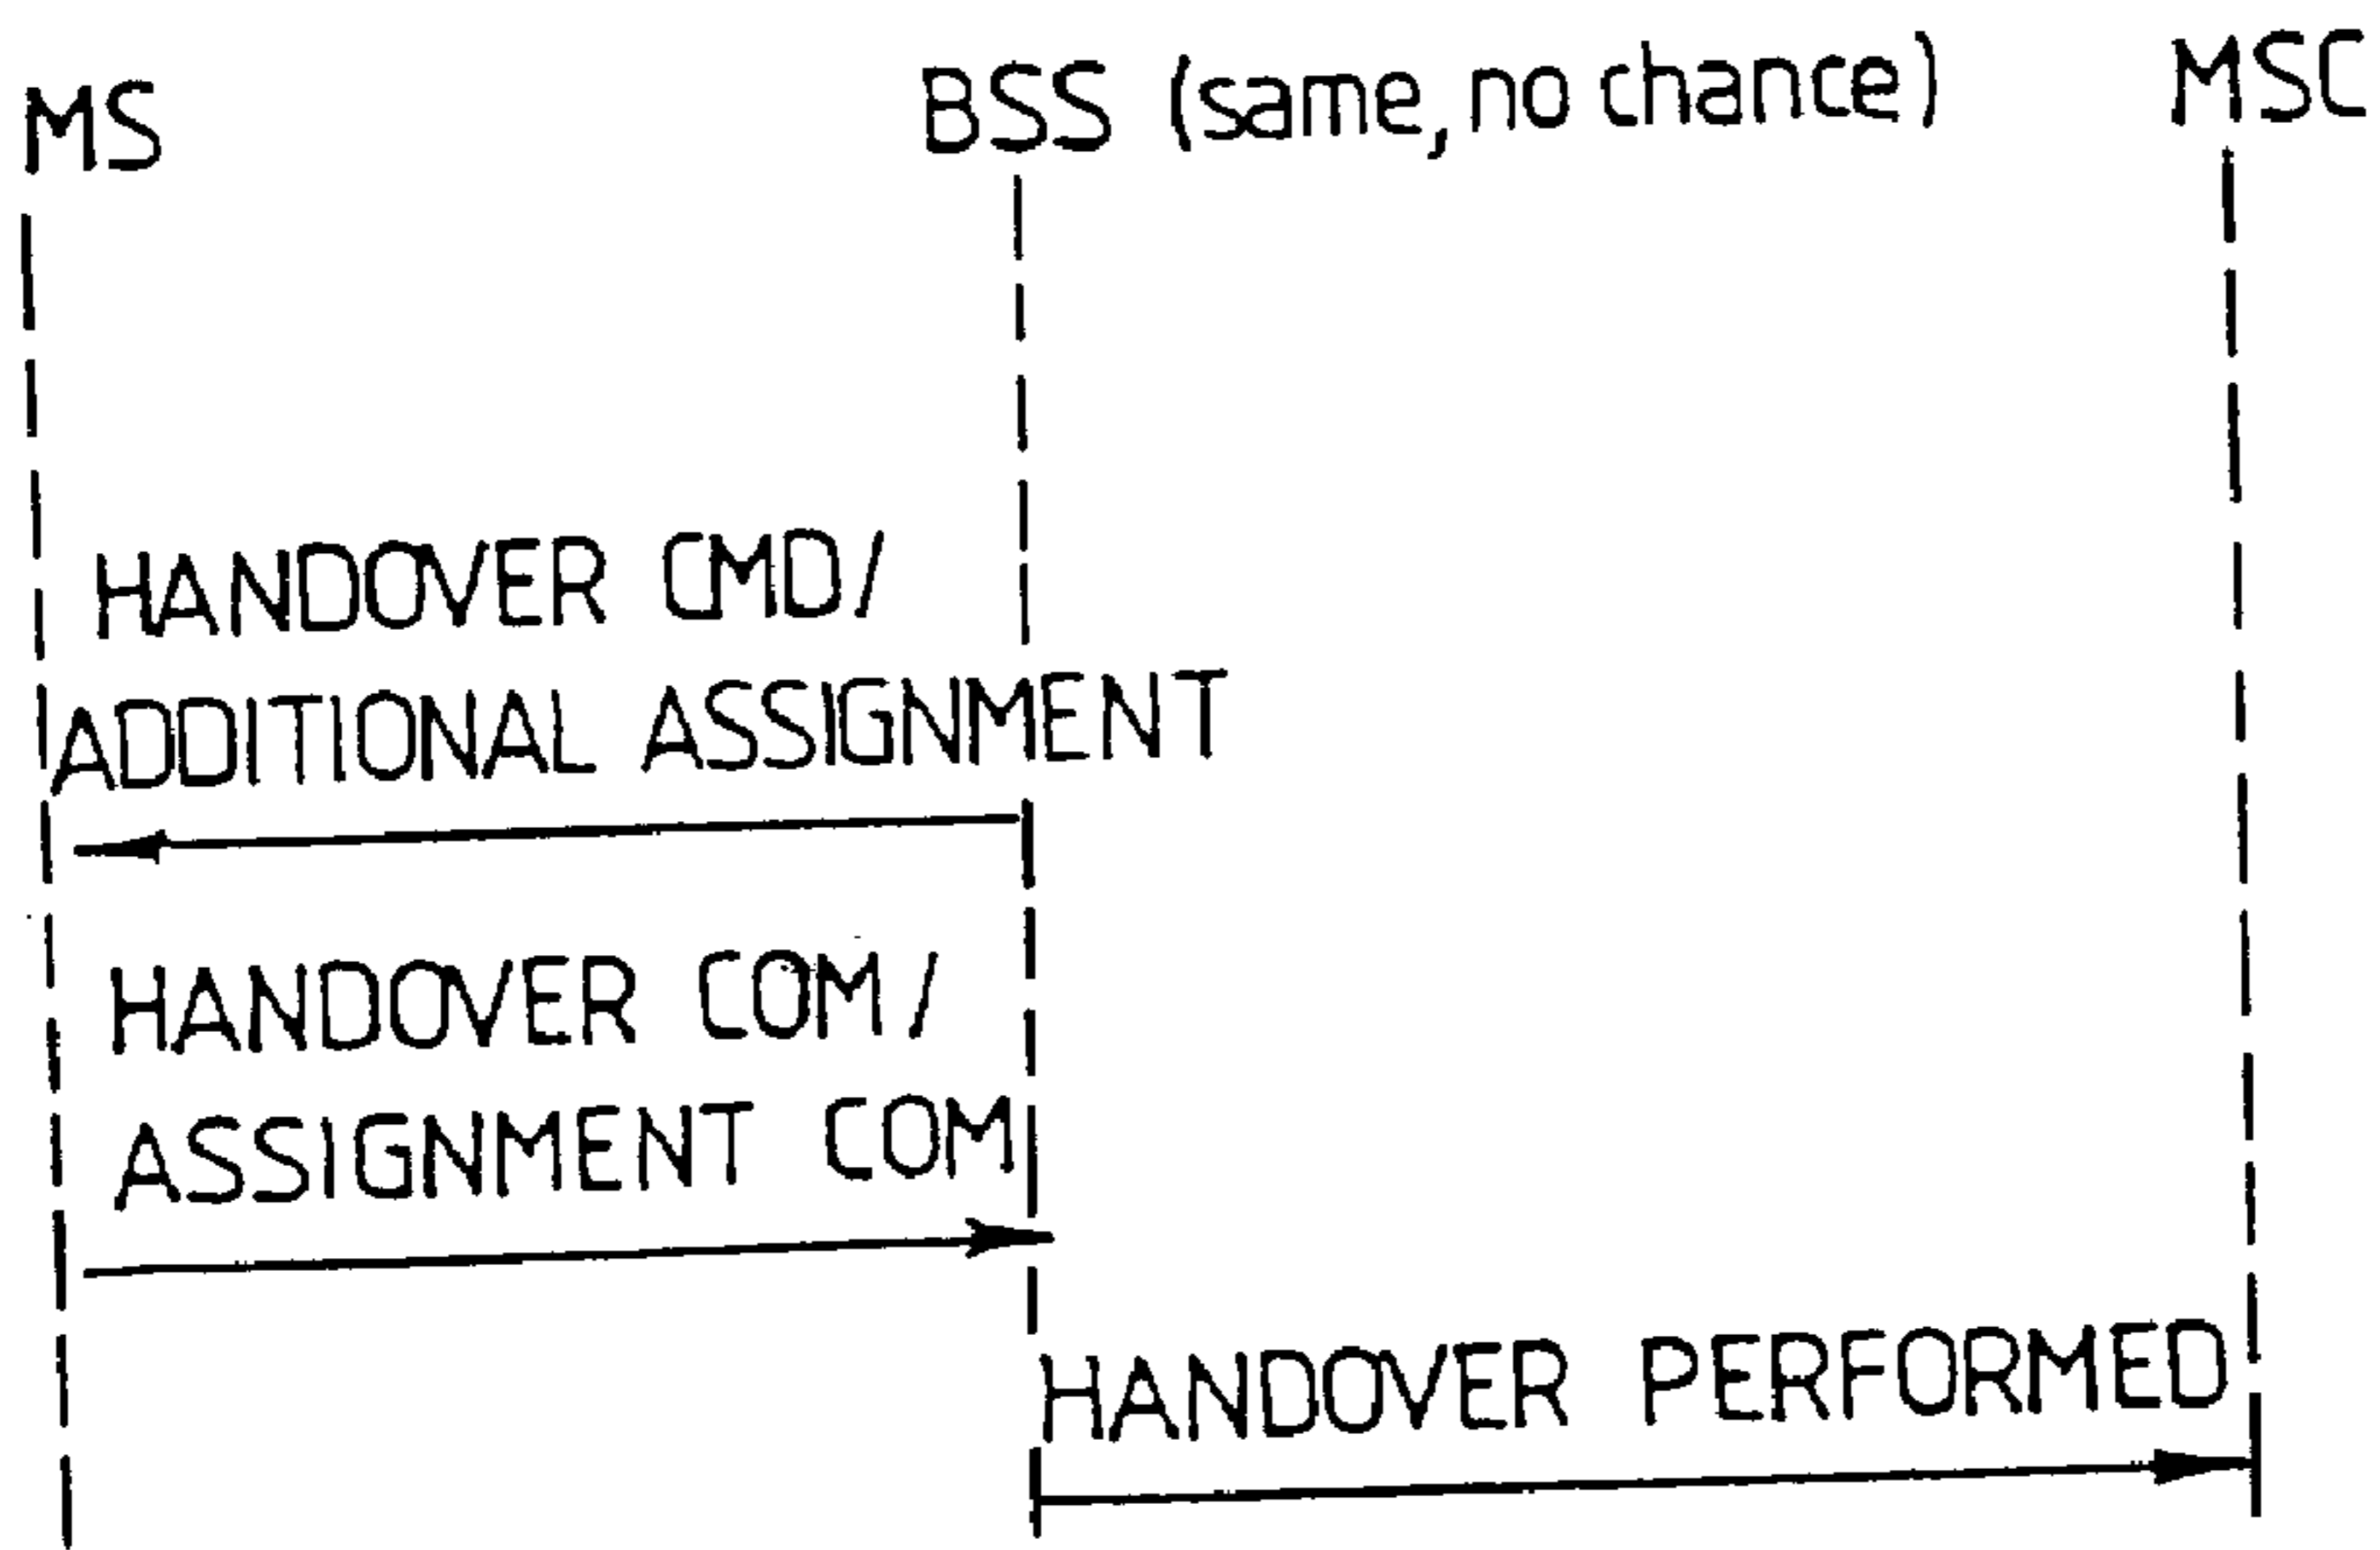 MS BSS (same, no chance) MSC
HANDOVER CMD/
ADDITIONAL ASSIGNMENT
HANDOVER COM/
ASSIGNMENT COM
HANDOVER PERFORMED